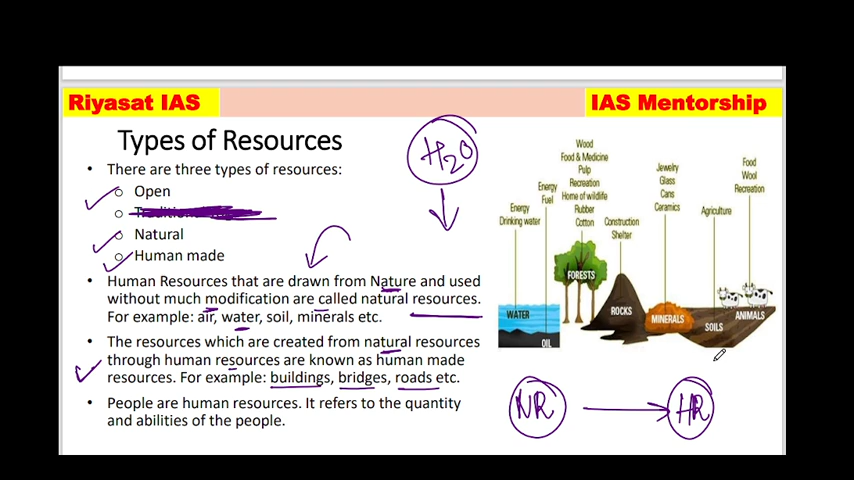 Riyasat IAS
IAS Mentorship
Types of Resources
• There are three types of resources:
o Open
o
o Natural
o Human made
• Human Resources that are drawn from Nature and used
without much modification are called natural resources.
For example: air, water, soil, minerals etc.
• The resources which are created from natural resources
through human resources are known as human made
resources. For example: buildings, bridges, roads etc.
• People are human resources. It refers to the quantity
and abilities of the people.
H2O
Energy
Drinking water
Energy
Fuel
Wood
Food & Medicine
Pulp
Recreation
Home of wildlife
Rubber
Cotton
Construction
Shelter
Jewelry
Glass
Cans
Ceramics
Agriculture
Food
Wool
Recreation
WATER
OIL
FORESTS
ROCKS
MINERALS
SOILS
ANIMALS
NR
HR